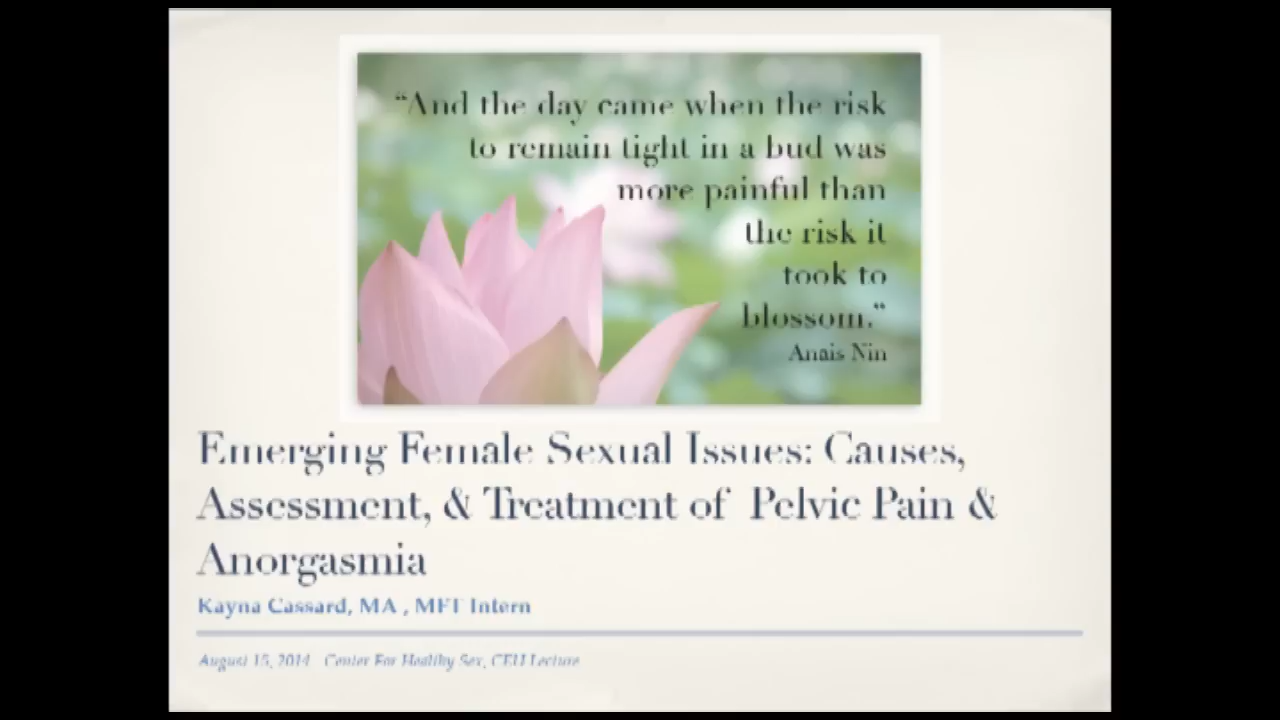 “And the day came when the risk
to remain tight in a bud was
more painful than
the risk it
took to
blossom.“
Anais Nin
Emerging Female Sexual Issues: Causes,
Assessment, & Treatment of Pelvic Pain &
Anorgasmia
Kayna Cassard, MA , MFT Intern
August 15, 2014 Center For Healthy Sex, CEU Lecture